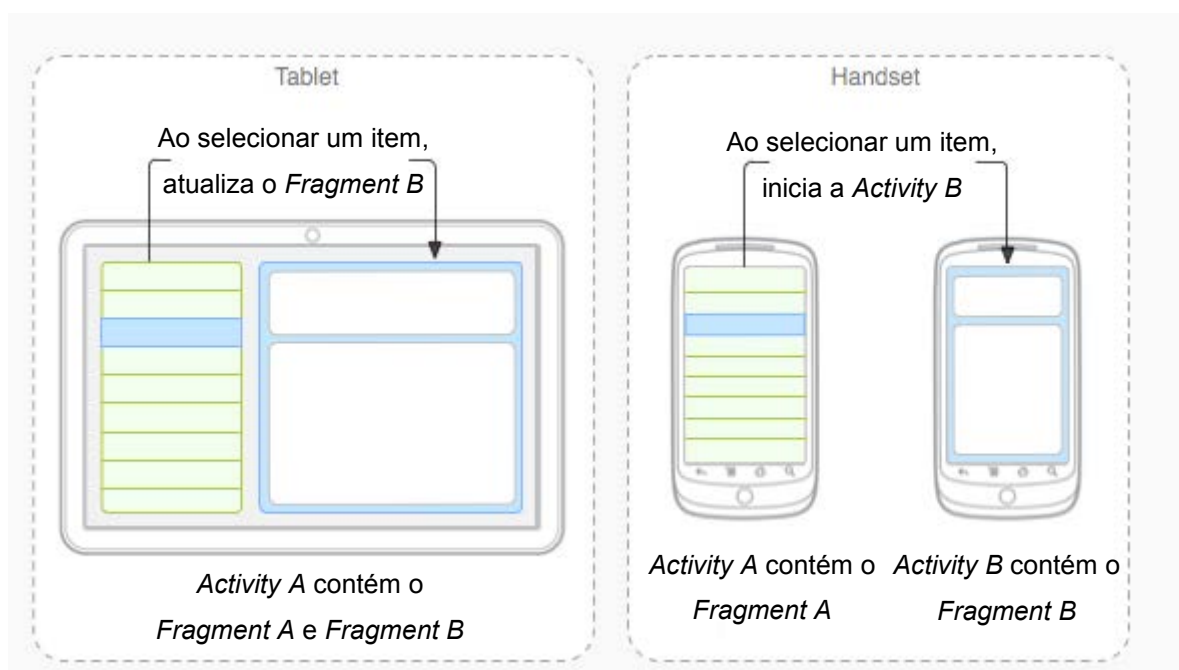 Tablet
Ao selecionar um item,
atualiza o Fragment B
Activity A contém o
Fragment A e Fragment B
Handset
Ao selecionar um item,
inicia a Activity B
Activity A contém o
Fragment A
Activity B contém o
Fragment B